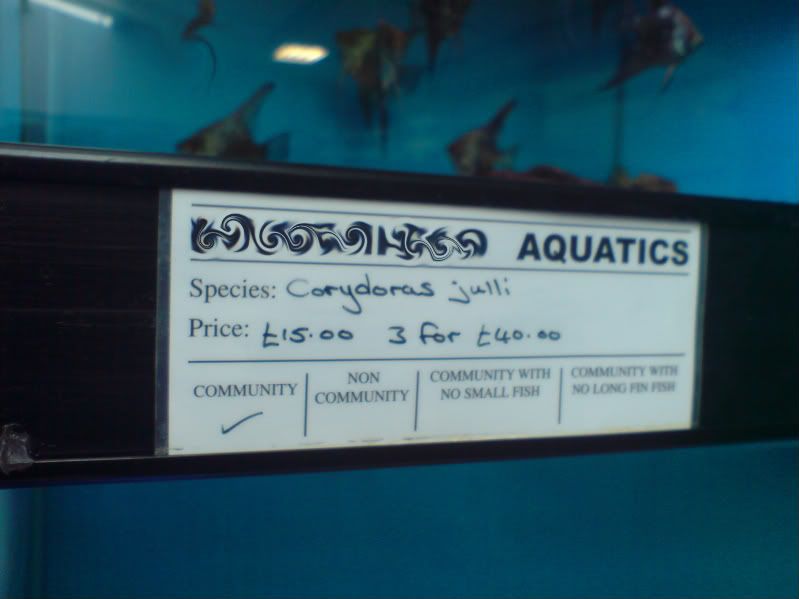 AQUATICS
Species: Corydoras julli
Price: £15.00 3 for £40.00
COMMUNITY
✓
NON
COMMUNITY
COMMUNITY WITH
NO SMALL FISH
COMMUNITY WITH
NO LONG FIN FISH